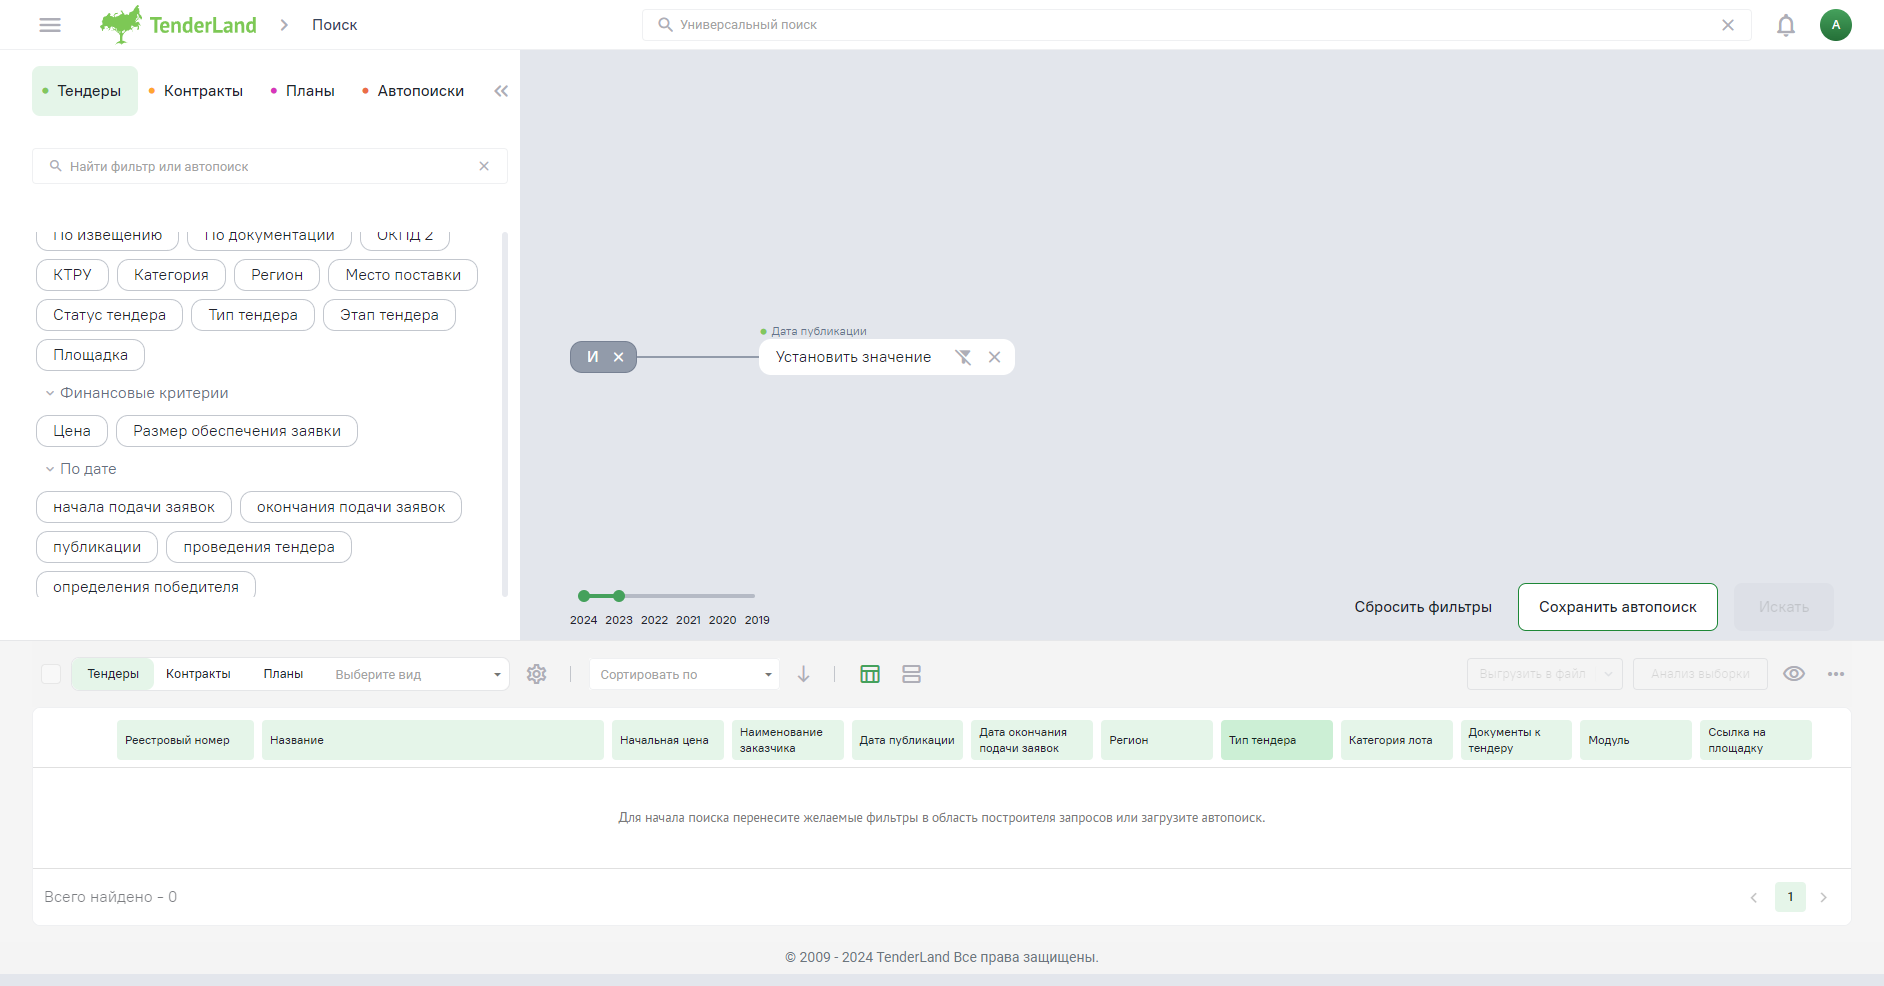 TenderLand
Поиск
Универсальный поиск
А
Тендеры
Контракты
Планы
Автопоиски
Найти фильтр или автопоиск
По извещению
По документации
ОКПД 2
КТРУ
Категория
Регион
Место поставки
Статус тендера
Тип тендера
Этап тендера
Площадка
Финансовые критерии
Цена
Размер обеспечения заявки
По дате
начала подачи заявок
окончания подачи заявок
публикации
проведения тендера
определения победителя
И
Дата публикации
Установить значение
2024 2023 2022 2021 2020 2019
Сбросить фильтры
Сохранить автопоиск
Искать
Тендеры
Контракты
Планы
Выберите вид
Сортировать по
Выгрузить в файл
Анализ выборки
Реестровый номер
Название
Начальная цена
Наименование
заказчика
Дата публикации
Дата окончания
подачи заявок
Регион
Тип тендера
Категория лота
Документы к
тендеру
Модуль
Ссылка на
площадку
Для начала поиска перенесите желаемые фильтры в область построителя запросов или загрузите автопоиск.
Всего найдено - 0
1
© 2009 - 2024 TenderLand Все права защищены.